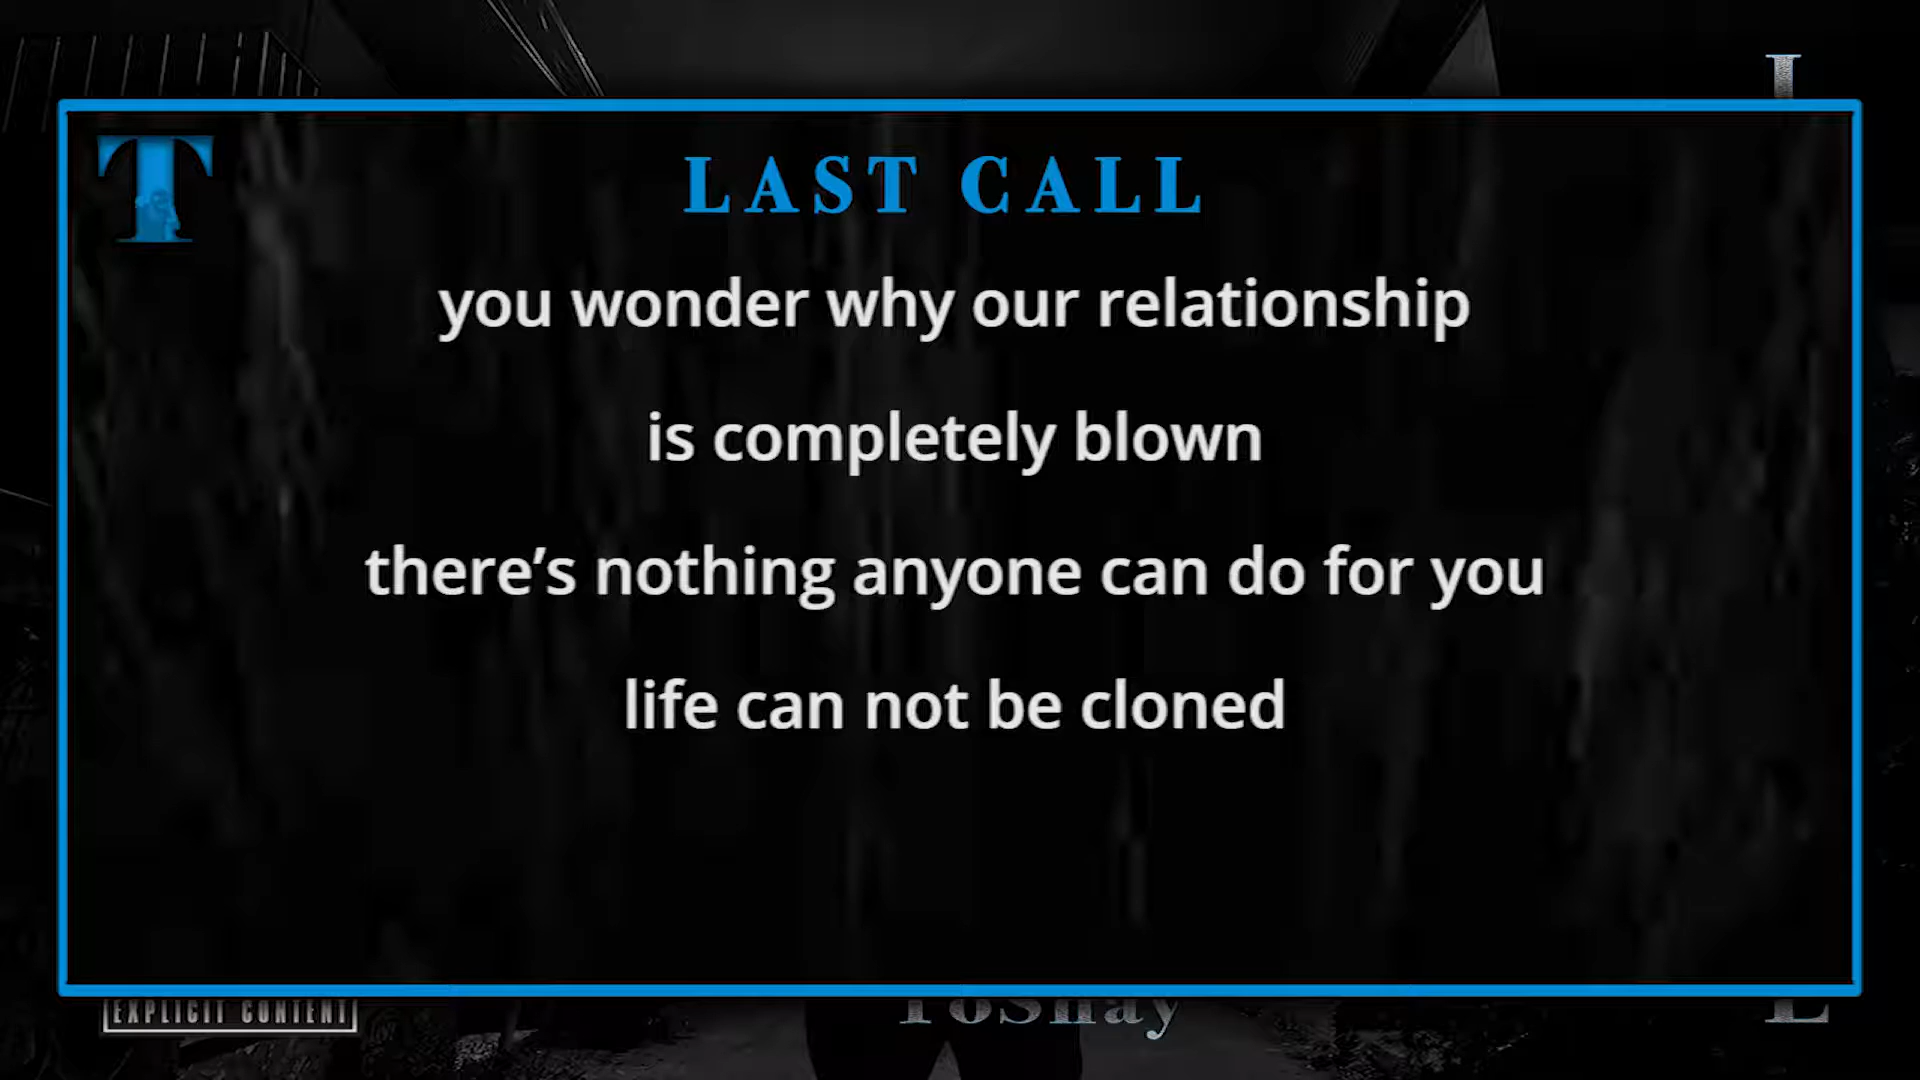 I
T
LAST CALL
you wonder why our relationship
is completely blown
there’s nothing anyone can do for you
life can not be cloned
EXPLICIT CONTENT
ToShay
E